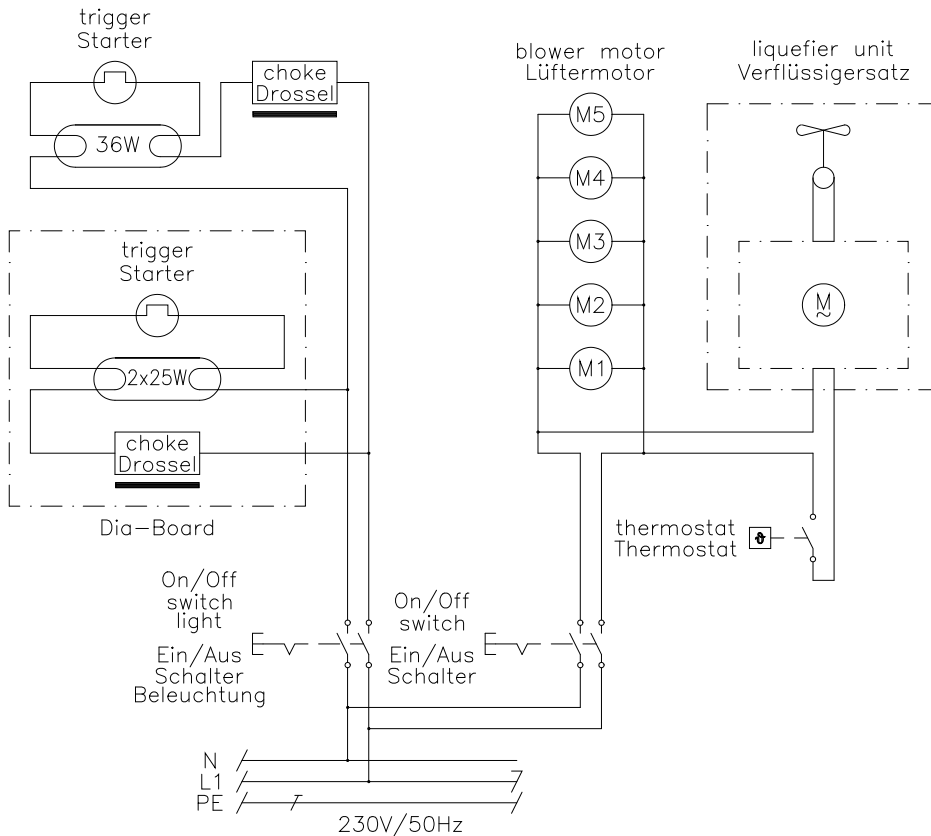 trigger
Starter
choke
Drossel
36W
blower motor
Lüftermotor
liquefier unit
Verflüssigersatz
M5
M4
M3
M2
M1
M
~
trigger
Starter
2x25W
choke
Drossel
Dia-Board
thermostat
Thermostat
ϑ
On/Off
switch
light
Ein/Aus
Schalter
Beleuchtung
On/Off
switch
Ein/Aus
Schalter
N
L1
PE
230V/50Hz